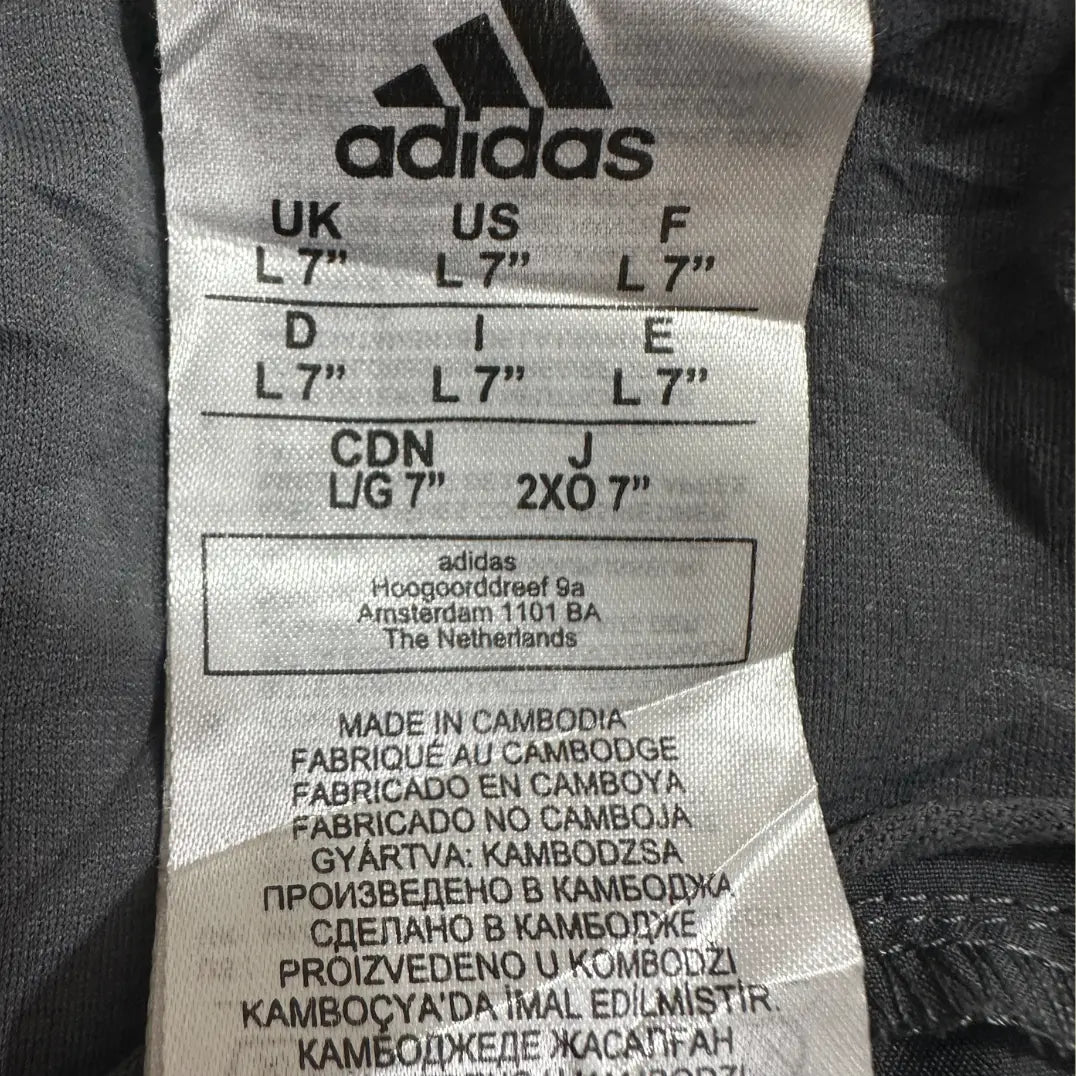 adidas
UK US F
L 7” L 7” L 7”
D I E
L 7” L 7” L 7”
CDN J
L/G 7” 2XO 7”
adidas
Hoogoorddreef 9a
Amsterdam 1101 BA
The Netherlands
MADE IN CAMBODIA
FABRIQUÉ AU CAMBODGE
FABRICADO EN CAMBOYA
FABRICADO NO CAMBOJA
GYÁRTVA: KAMBODZSA
ПРОИЗВЕДЕНО В КАМБОДЖА
СДЕЛАНО В КАМБОДЖЕ
PROIZVEDENO U KOMBODŽI
KAMBOÇYA'DA İMAL EDİLMİŞTİR.
КАМБОДЖЕДЕ ЖАСАЛҒАН